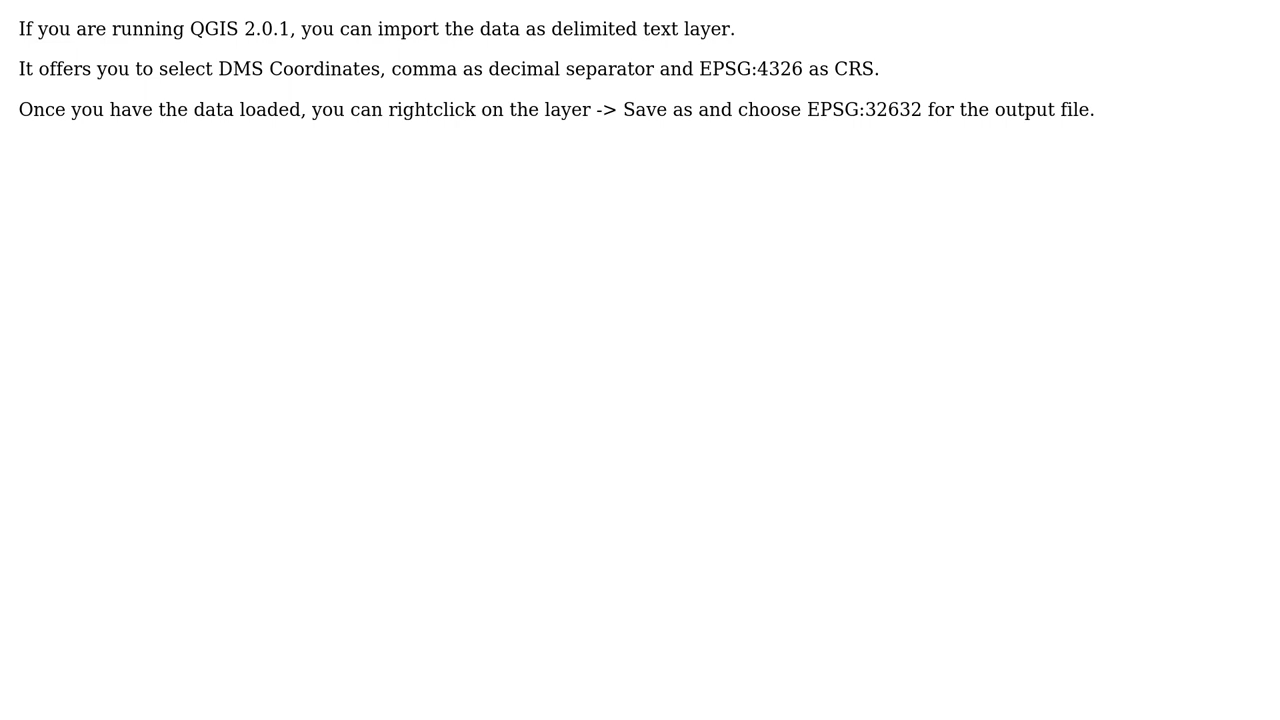 If you are running QGIS 2.0.1, you can import the data as delimited text layer.
It offers you to select DMS Coordinates, comma as decimal separator and EPSG:4326 as CRS.
Once you have the data loaded, you can rightclick on the layer -> Save as and choose EPSG:32632 for the output file.